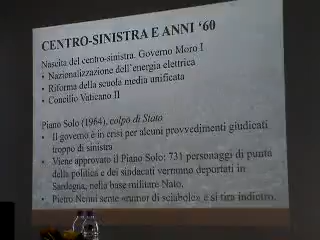 CENTRO-SINISTRA E ANNI ‘60
Nascita del centro-sinistra. Governo Moro I
• Nazionalizzazione dell’energia elettrica
• Riforma della scuola media unificata
• Concilio Vaticano II
Piano Solo (1964), colpo di Stato
• Il governo è in crisi per alcuni provvedimenti giudicati
troppo di sinistra
• Viene approvato il Piano Solo: 731 personaggi di punta
della politica e dei sindacati verranno deportati in
Sardegna, nella base militare Nato.
• Pietro Nenni sente «rumor di sciabole» e si tira indietro.